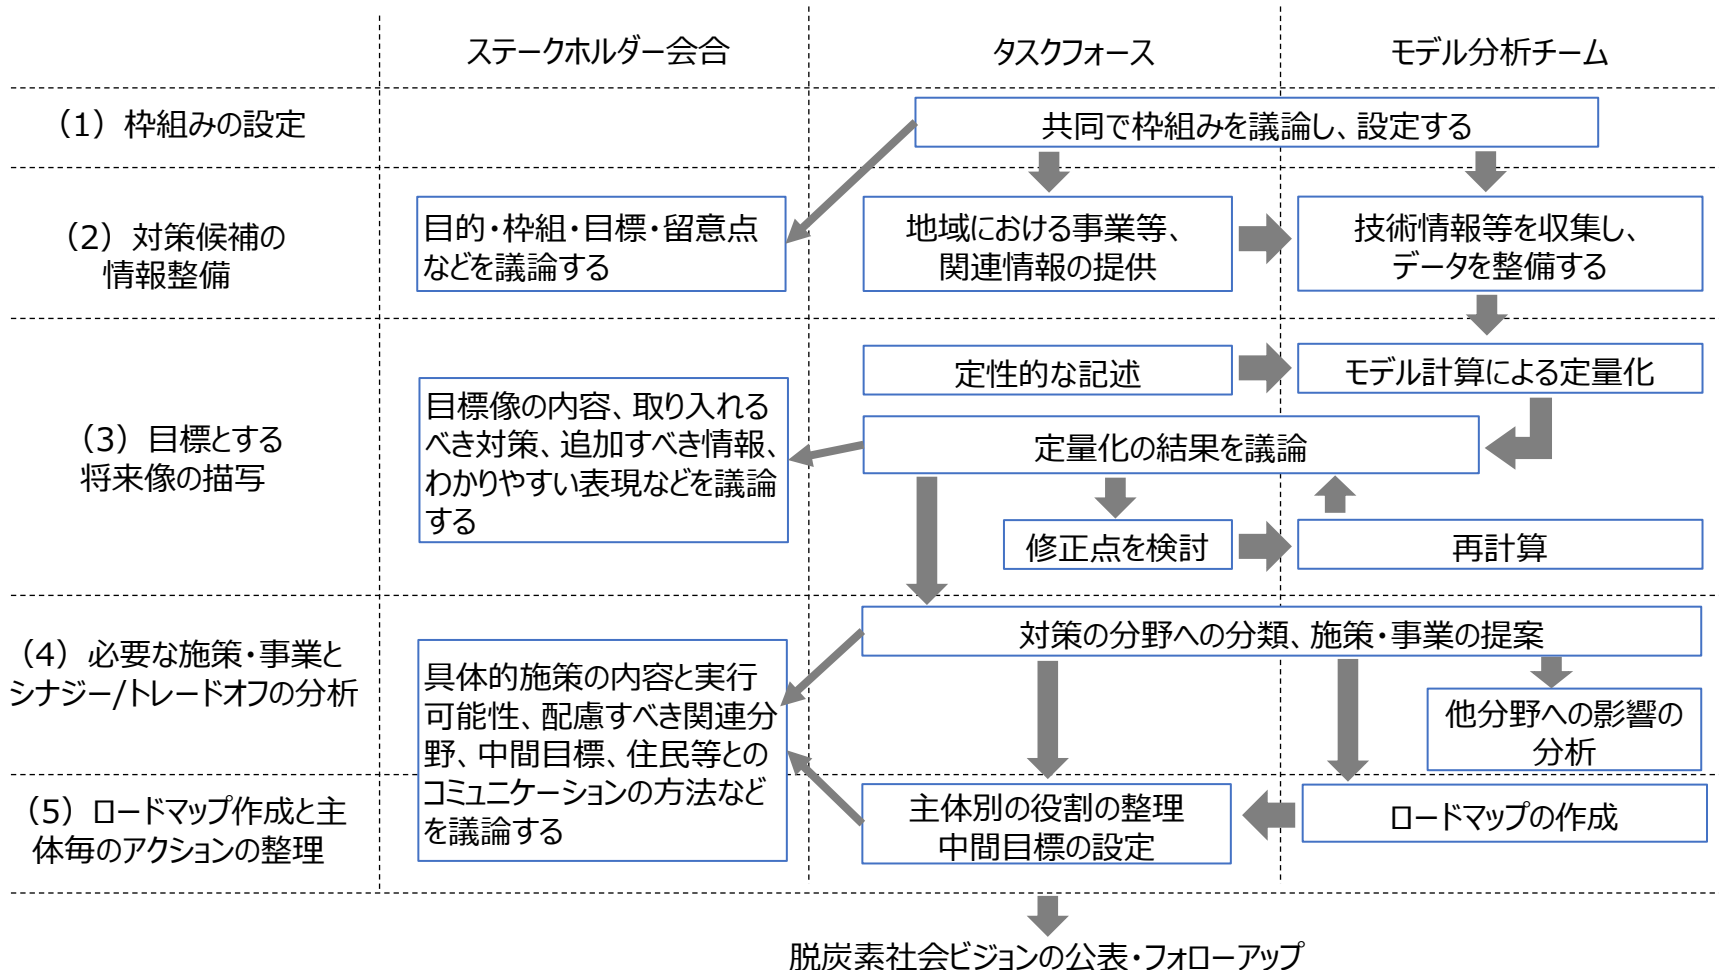 ステークホルダー会合
タスクフォース
モデル分析チーム
（1）枠組みの設定
共同で枠組みを議論し、設定する
（2）対策候補の
情報整備
目的・枠組・目標・留意点
などを議論する
地域における事業等、
関連情報の提供
技術情報等を収集し、
データを整備する
（3）目標とする
将来像の描写
目標像の内容、取り入れる
べき対策、追加すべき情報、
わかりやすい表現などを議論
する
定性的な記述
モデル計算による定量化
定量化の結果を議論
修正点を検討
再計算
（4）必要な施策・事業と
シナジー/トレードオフの分析
具体的施策の内容と実行
可能性、配慮すべき関連分
野、中間目標、住民等との
コミュニケーションの方法など
を議論する
対策の分野への分類、施策・事業の提案
他分野への影響の
分析
（5）ロードマップ作成と主
体毎のアクションの整理
主体別の役割の整理
中間目標の設定
ロードマップの作成
脱炭素社会ビジョンの公表・フォローアップ